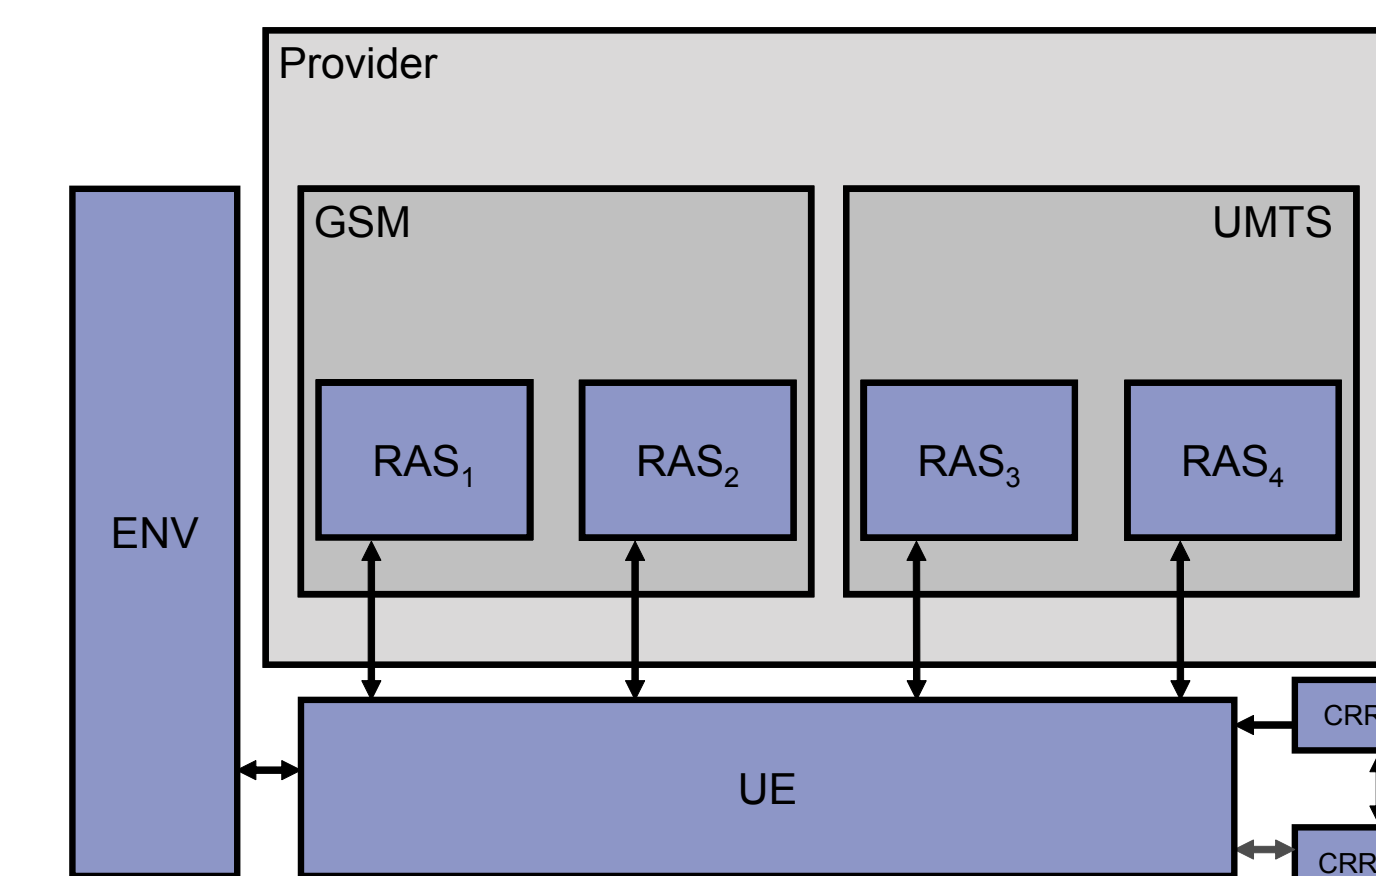 Provider
GSM
UMTS
RAS₁
RAS₂
RAS₃
RAS₄
ENV
UE